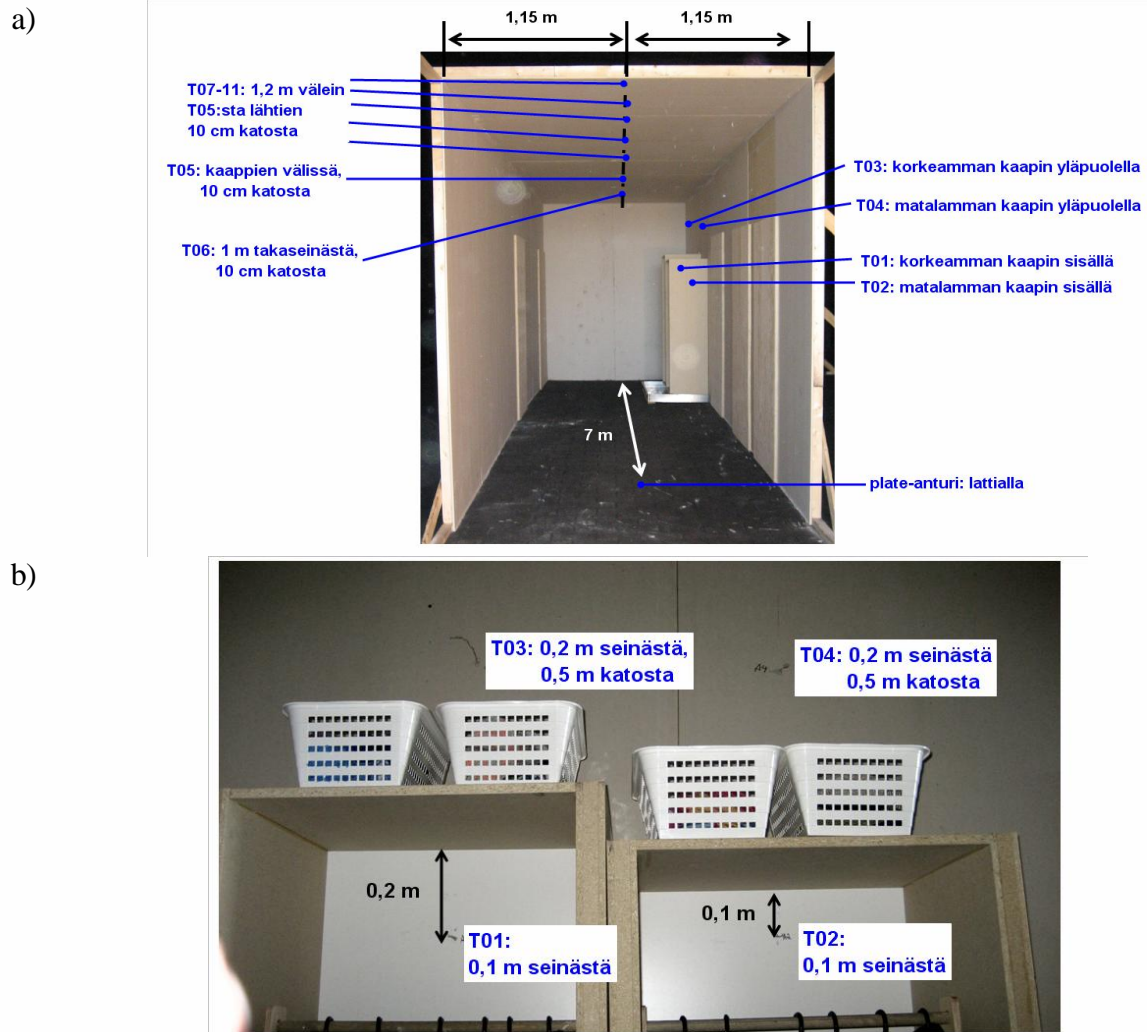 a)
1,15 m
1,15 m
T07-11: 1,2 m välein
T05:sta lähtien
10 cm katosta
T05: kaappien välissä,
10 cm katosta
T06: 1 m takaseinästä,
10 cm katosta
T03: korkeamman kaapin yläpuolella
T04: matalamman kaapin yläpuolella
T01: korkeamman kaapin sisällä
T02: matalamman kaapin sisällä
7 m
plate-anturi: lattialla
b)
T03: 0,2 m seinästä,
0,5 m katosta
T04: 0,2 m seinästä
0,5 m katosta
0,2 m
T01:
0,1 m seinästä
0,1 m
T02:
0,1 m seinästä